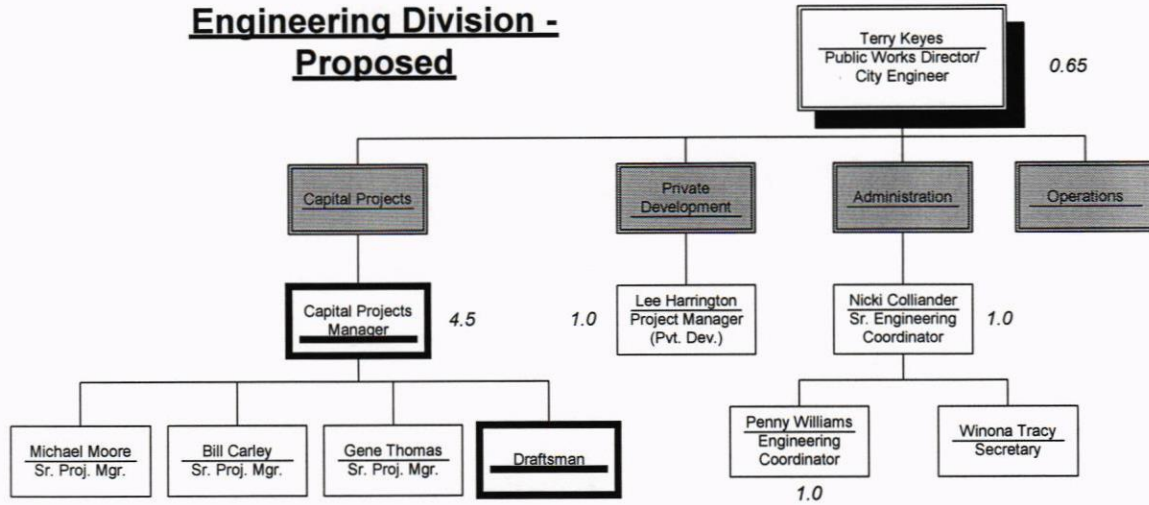 Engineering Division -
Proposed
Terry Keyes
Public Works Director/
City Engineer
0.65
Capital Projects
Private
Development
Administration
Operations
Capital Projects
Manager
4.5
1.0
Lee Harrington
Project Manager
(Pvt. Dev.)
Nicki Colliander
Sr. Engineering
Coordinator
1.0
Michael Moore
Sr. Proj. Mgr.
Bill Carley
Sr. Proj. Mgr.
Gene Thomas
Sr. Proj. Mgr.
Draftsman
Penny Williams
Engineering
Coordinator
1.0
Winona Tracy
Secretary